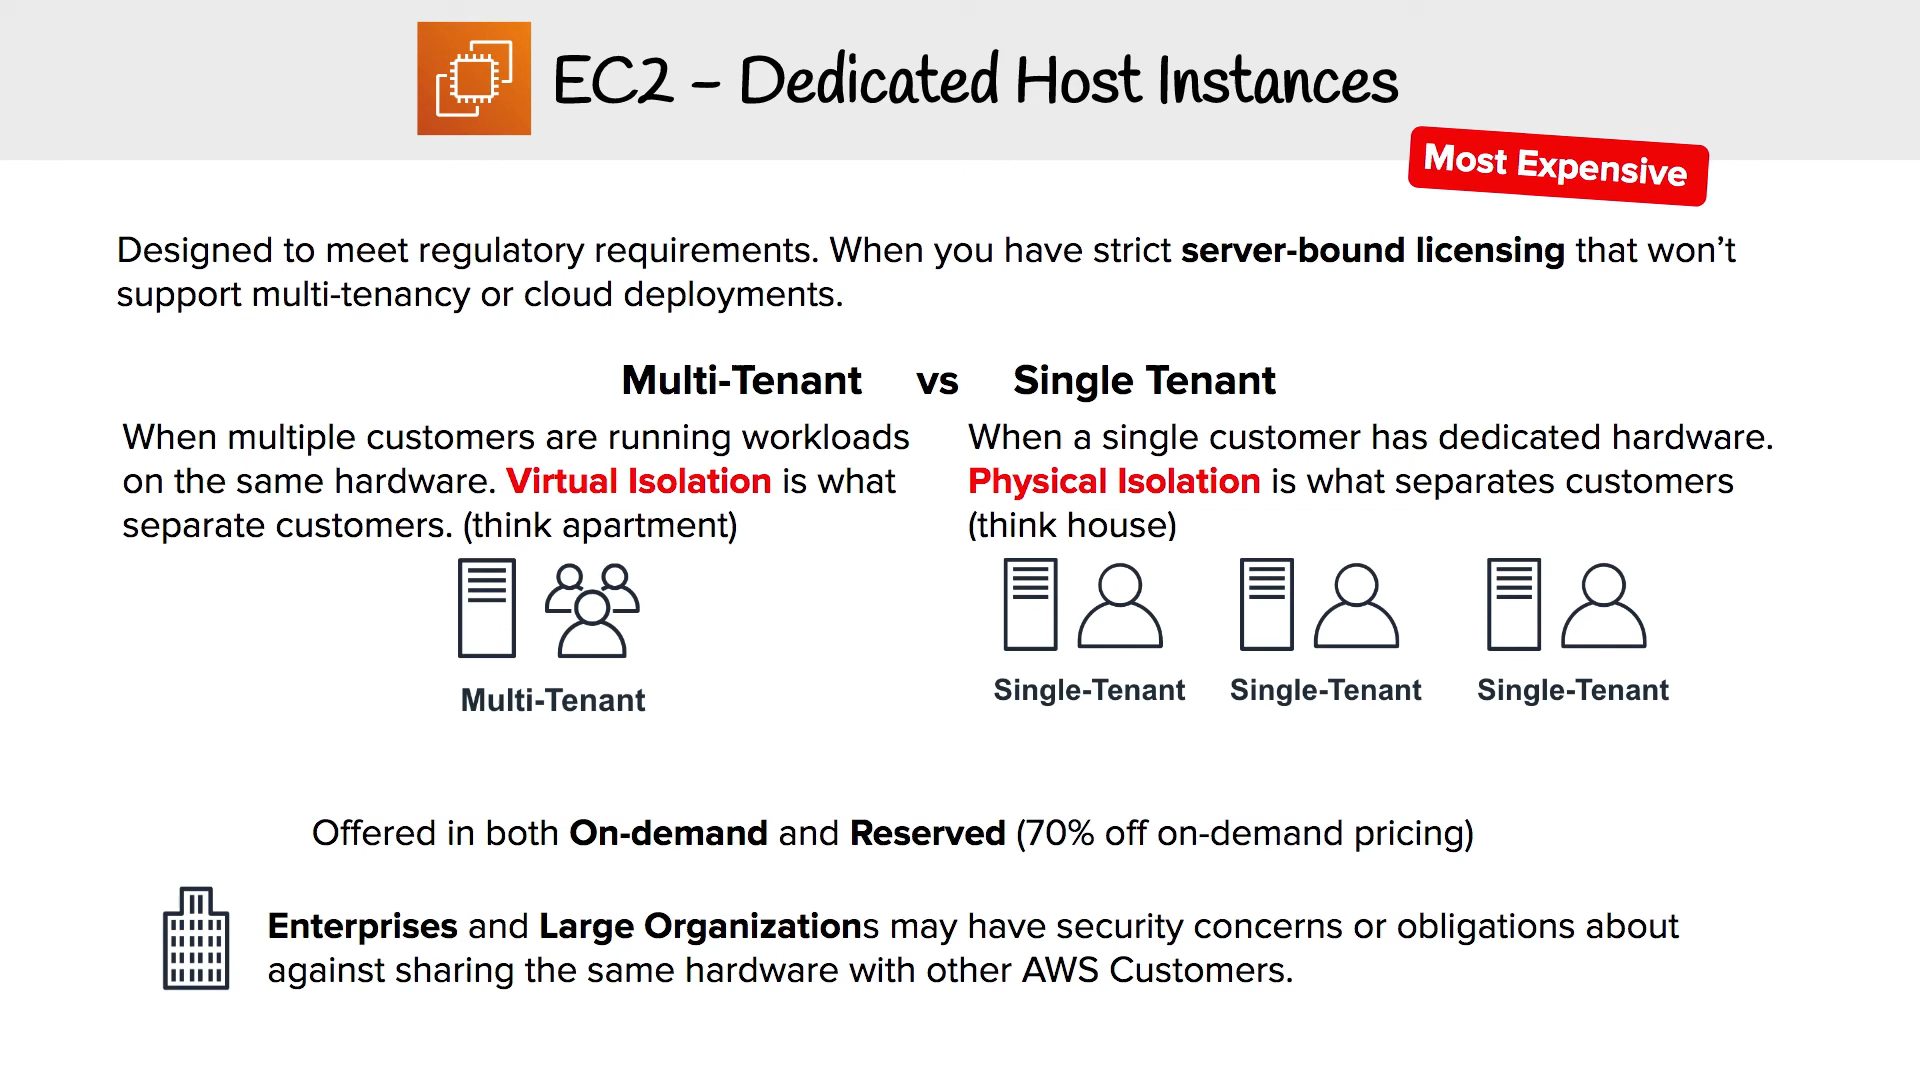 EC2 – Dedicated Host Instances
Most Expensive
Designed to meet regulatory requirements. When you have strict server-bound licensing that won’t
support multi-tenancy or cloud deployments.
Multi-Tenant vs Single Tenant
When multiple customers are running workloads
on the same hardware. Virtual Isolation is what
separate customers. (think apartment)
When a single customer has dedicated hardware.
Physical Isolation is what separates customers
(think house)
Multi-Tenant
Single-Tenant
Single-Tenant
Single-Tenant
Offered in both On-demand and Reserved (70% off on-demand pricing)
Enterprises and Large Organizations may have security concerns or obligations about
against sharing the same hardware with other AWS Customers.